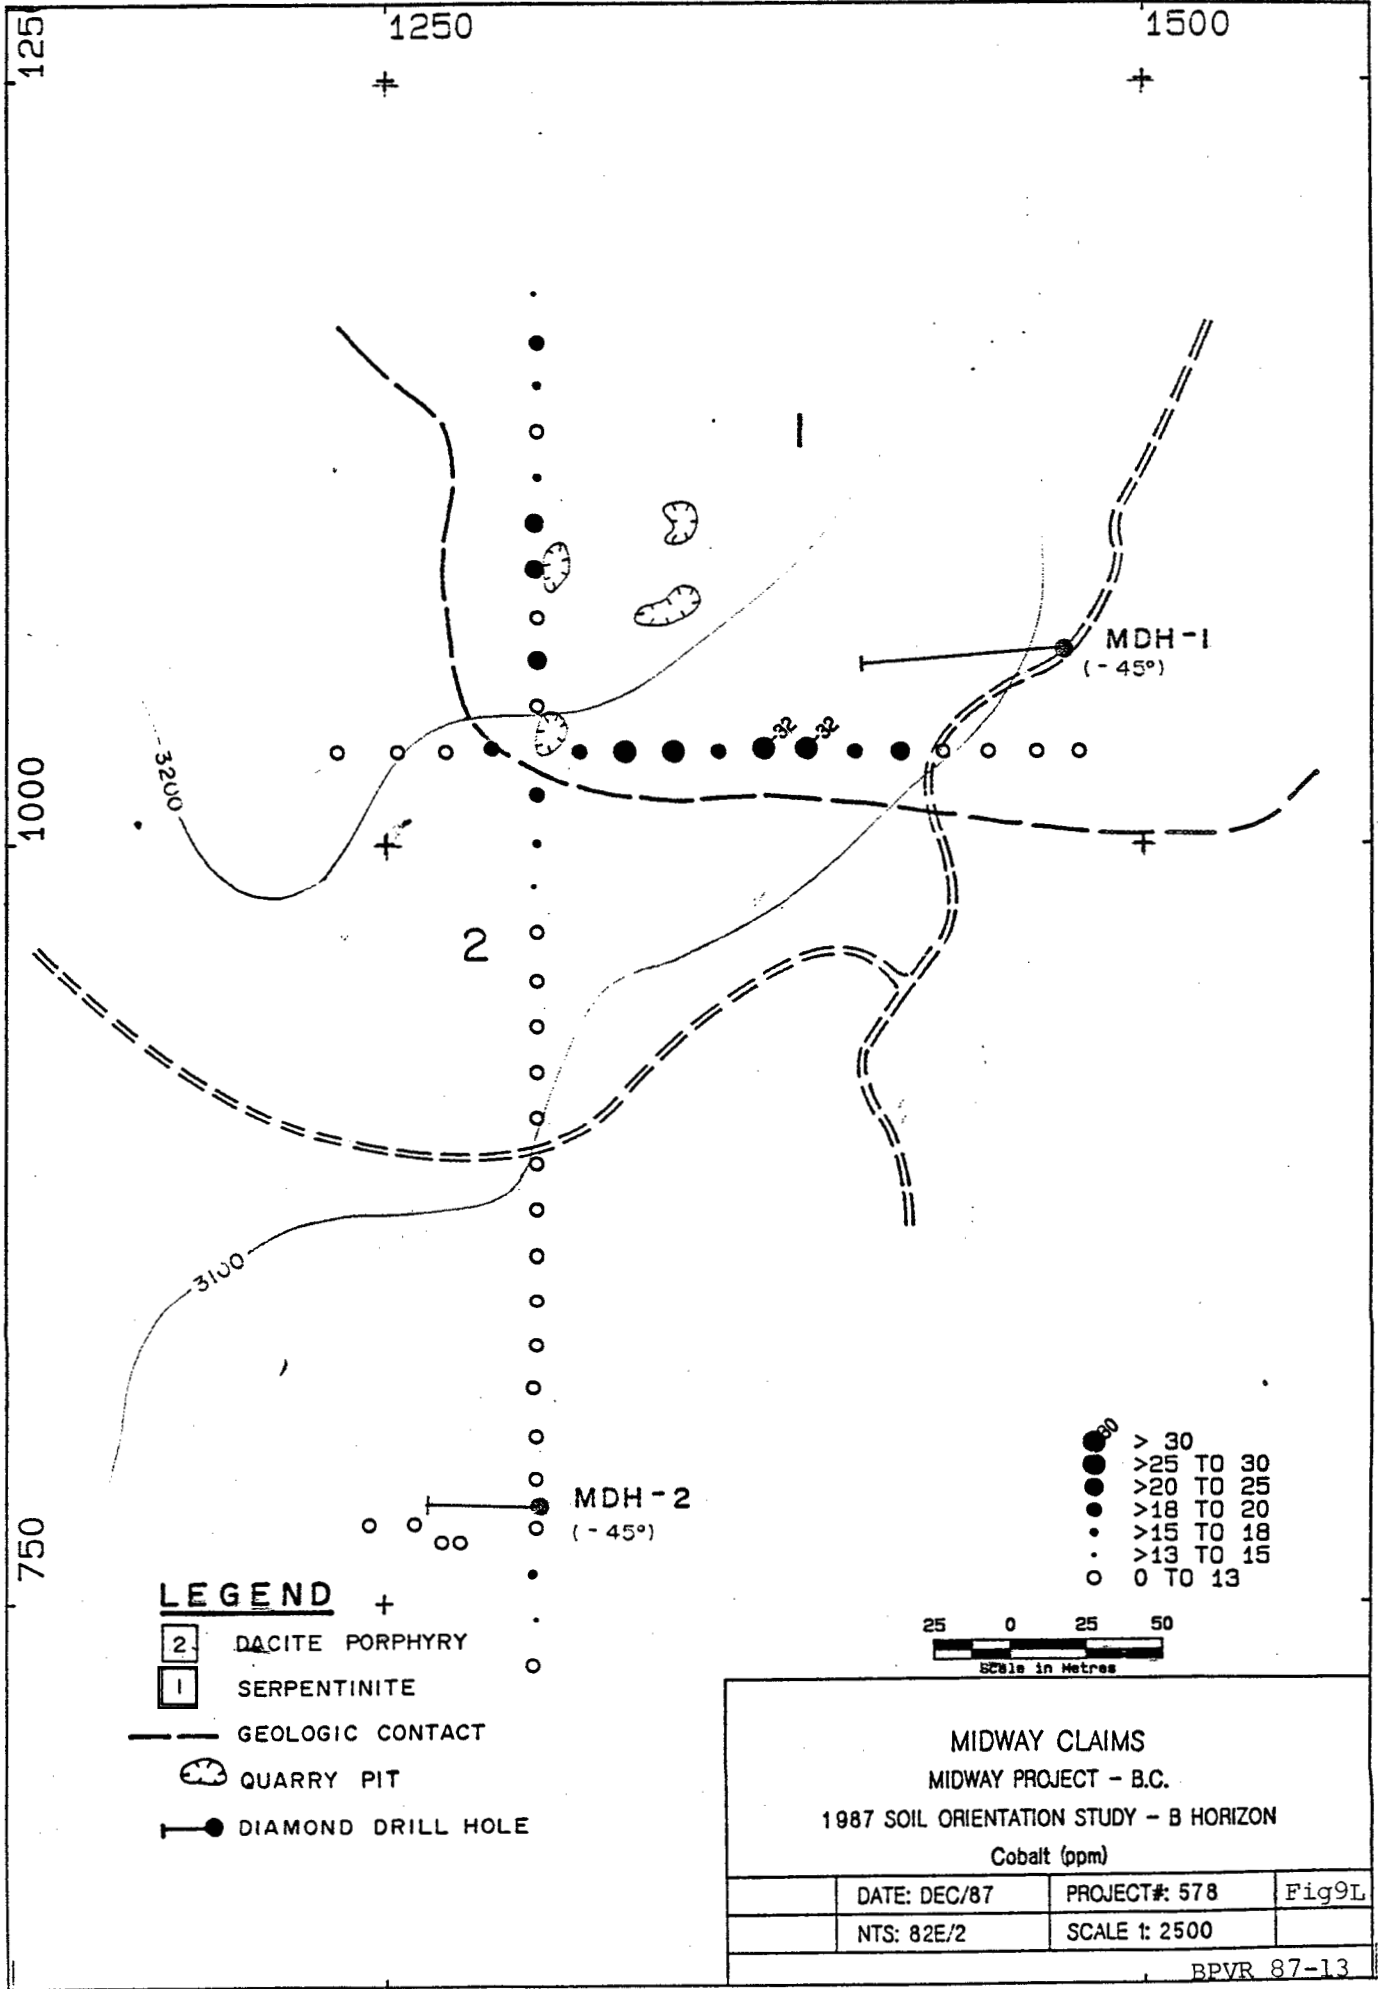 1250
1500
125
1
MDH-1
(-45°)
-32
-32
3200
1000
2
3100
MDH-2
(-45°)
750
30
> 30
>25 TO 30
>20 TO 25
>18 TO 20
>15 TO 18
>13 TO 15
0 TO 13
25 0 25 50
Scale in Metres
LEGEND
2 DACITE PORPHYRY
1 SERPENTINITE
GEOLOGIC CONTACT
QUARRY PIT
DIAMOND DRILL HOLE
MIDWAY CLAIMS
MIDWAY PROJECT - B.C.
1987 SOIL ORIENTATION STUDY - B HORIZON
Cobalt (ppm)
DATE: DEC/87 PROJECT#: 578 Fig9L
NTS: 82E/2 SCALE 1: 2500
BPVR 87-13